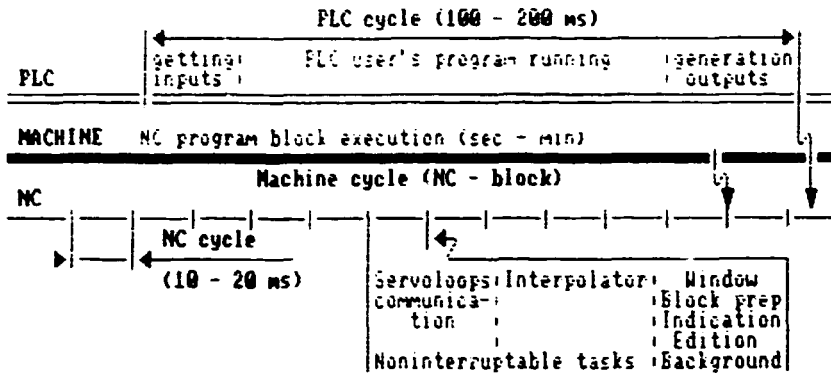 PLC cycle (100 - 200 ms)
getting inputs
PLC user's program running
generation outputs
PLC
MACHINE NC program block execution (sec - min)
Machine cycle (NC - block)
NC
NC cycle
(10 - 20 ms)
Servoloops communica-tion
Interpolator
Window
Block prep
Indication
Edition
Noninterruptable tasks
Background